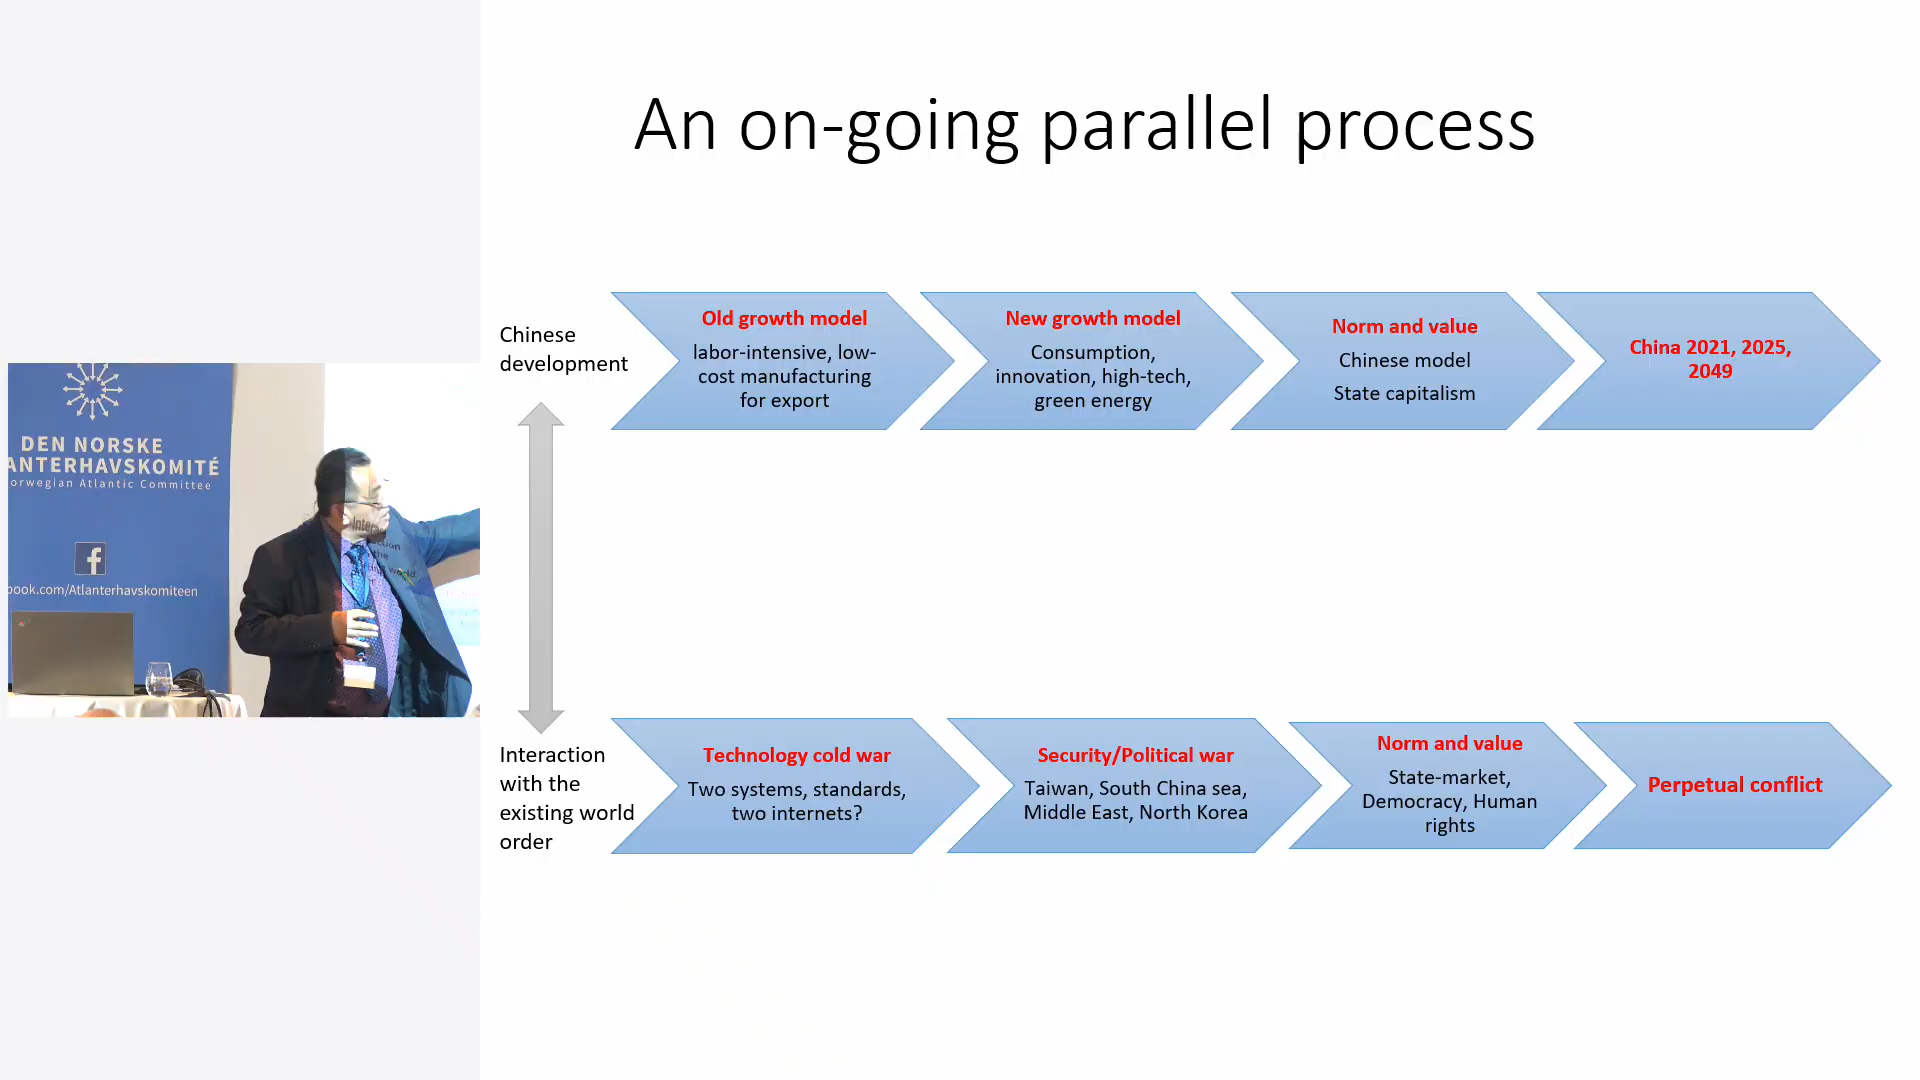 An on-going parallel process
Chinese
development
Old growth model
labor-intensive, low-
cost manufacturing
for export
New growth model
Consumption,
innovation, high-tech,
green energy
Norm and value
Chinese model
State capitalism
China 2021, 2025,
2049
Interaction
with the
existing world
order
Technology cold war
Two systems, standards,
two internets?
Security/Political war
Taiwan, South China sea,
Middle East, North Korea
Norm and value
State-market,
Democracy, Human
rights
Perpetual conflict
DEN NORSKE
ANTERHAVSKOMITÉ
orwegian Atlantic Committee
f
book.com/Atlanterhavskomiteen